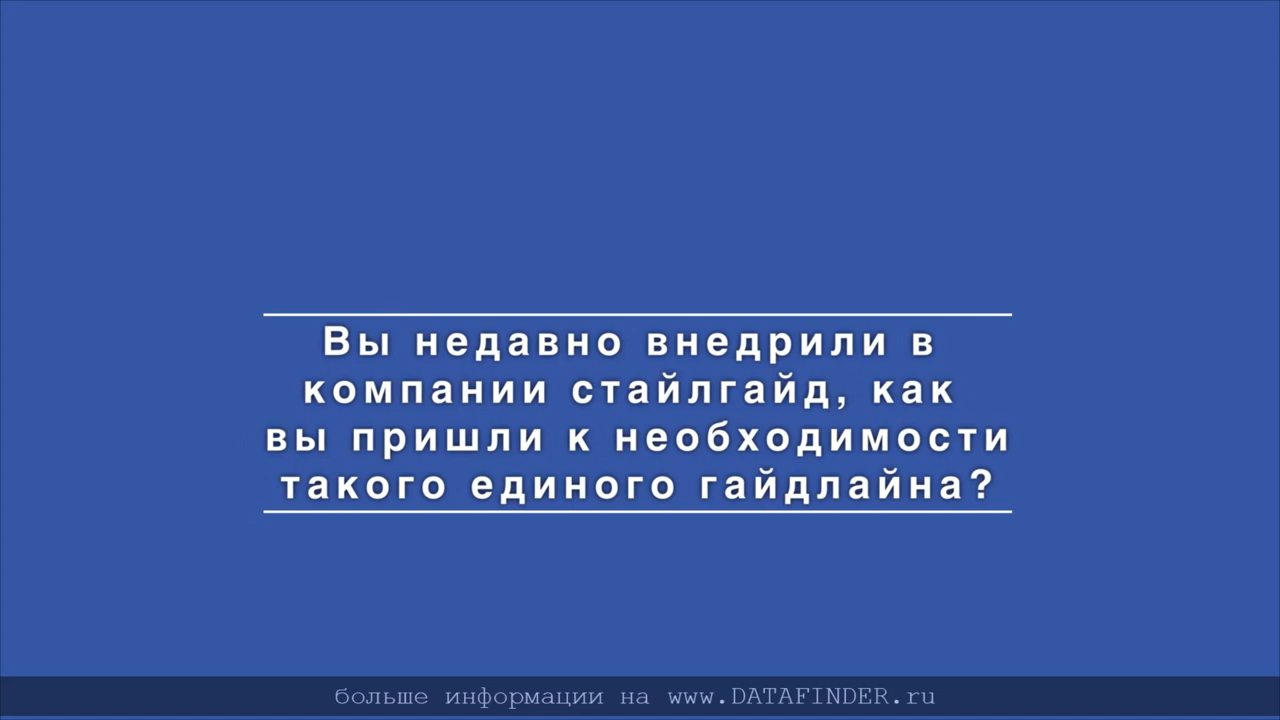 Вы недавно внедрили в
компании стайлгайд, как
вы пришли к необходимости
такого единого гайдлайна?
больше информации на www.DATAFINDER.ru